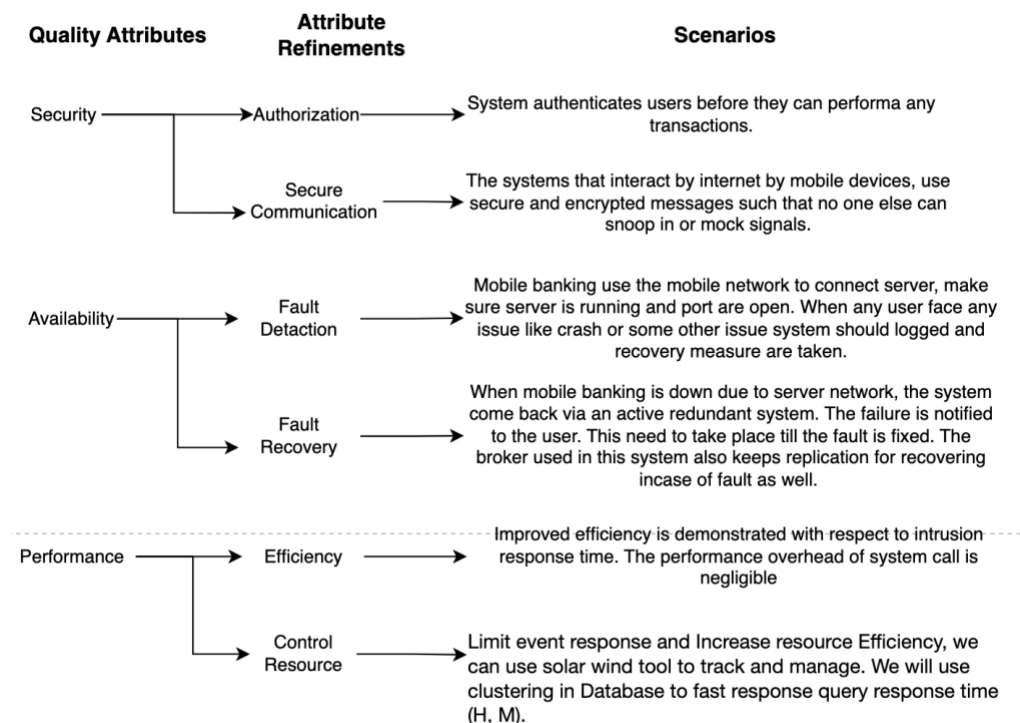 Quality Attributes
Attribute
Refinements
Scenarios
Security
Authorization
System authenticates users before they can performa any
transactions.
Secure
Communication
The systems that interact by internet by mobile devices, use
secure and encrypted messages such that no one else can
snoop in or mock signals.
Availability
Fault
Detaction
Mobile banking use the mobile network to connect server, make
sure server is running and port are open. When any user face any
issue like crash or some other issue system should logged and
recovery measure are taken.
Fault
Recovery
When mobile banking is down due to server network, the system
come back via an active redundant system. The failure is notified
to the user. This need to take place till the fault is fixed. The
broker used in this system also keeps replication for recovering
incase of fault as well.
Performance
Efficiency
Improved efficiency is demonstrated with respect to intrusion
response time. The performance overhead of system call is
negligible
Control
Resource
Limit event response and Increase resource Efficiency, we
can use solar wind tool to track and manage. We will use
clustering in Database to fast response query response time
(H, M).